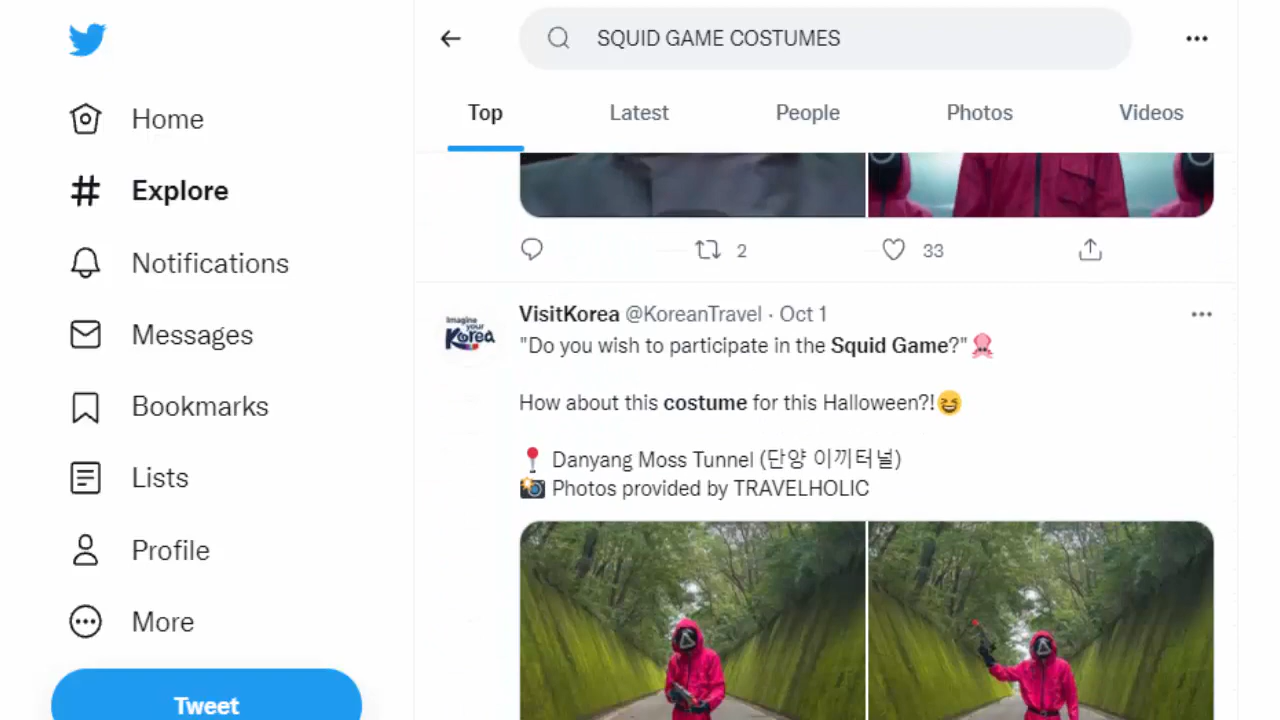 SQUID GAME COSTUMES
Top Latest People Photos Videos
Home
Explore
Notifications
Messages
Bookmarks
Lists
Profile
More
Tweet
2 33
Imagine
your
Korea
VisitKorea @KoreanTravel · Oct 1
"Do you wish to participate in the Squid Game?"🦑
How about this costume for this Halloween?!😆
📍 Danyang Moss Tunnel (단양 이끼터널)
📸 Photos provided by TRAVELHOLIC